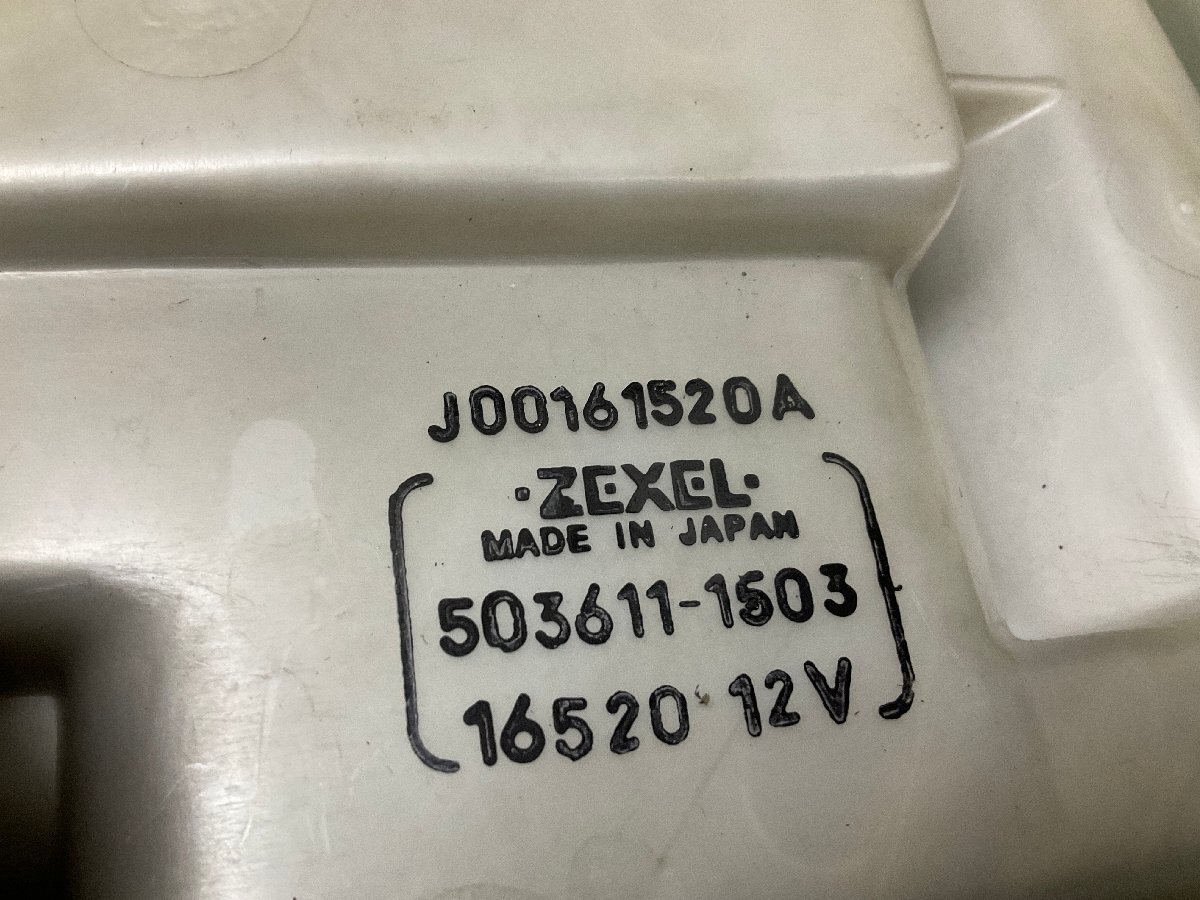 J00161520A
·ZEXEL·
MADE IN JAPAN
503611-1503
16520 12V